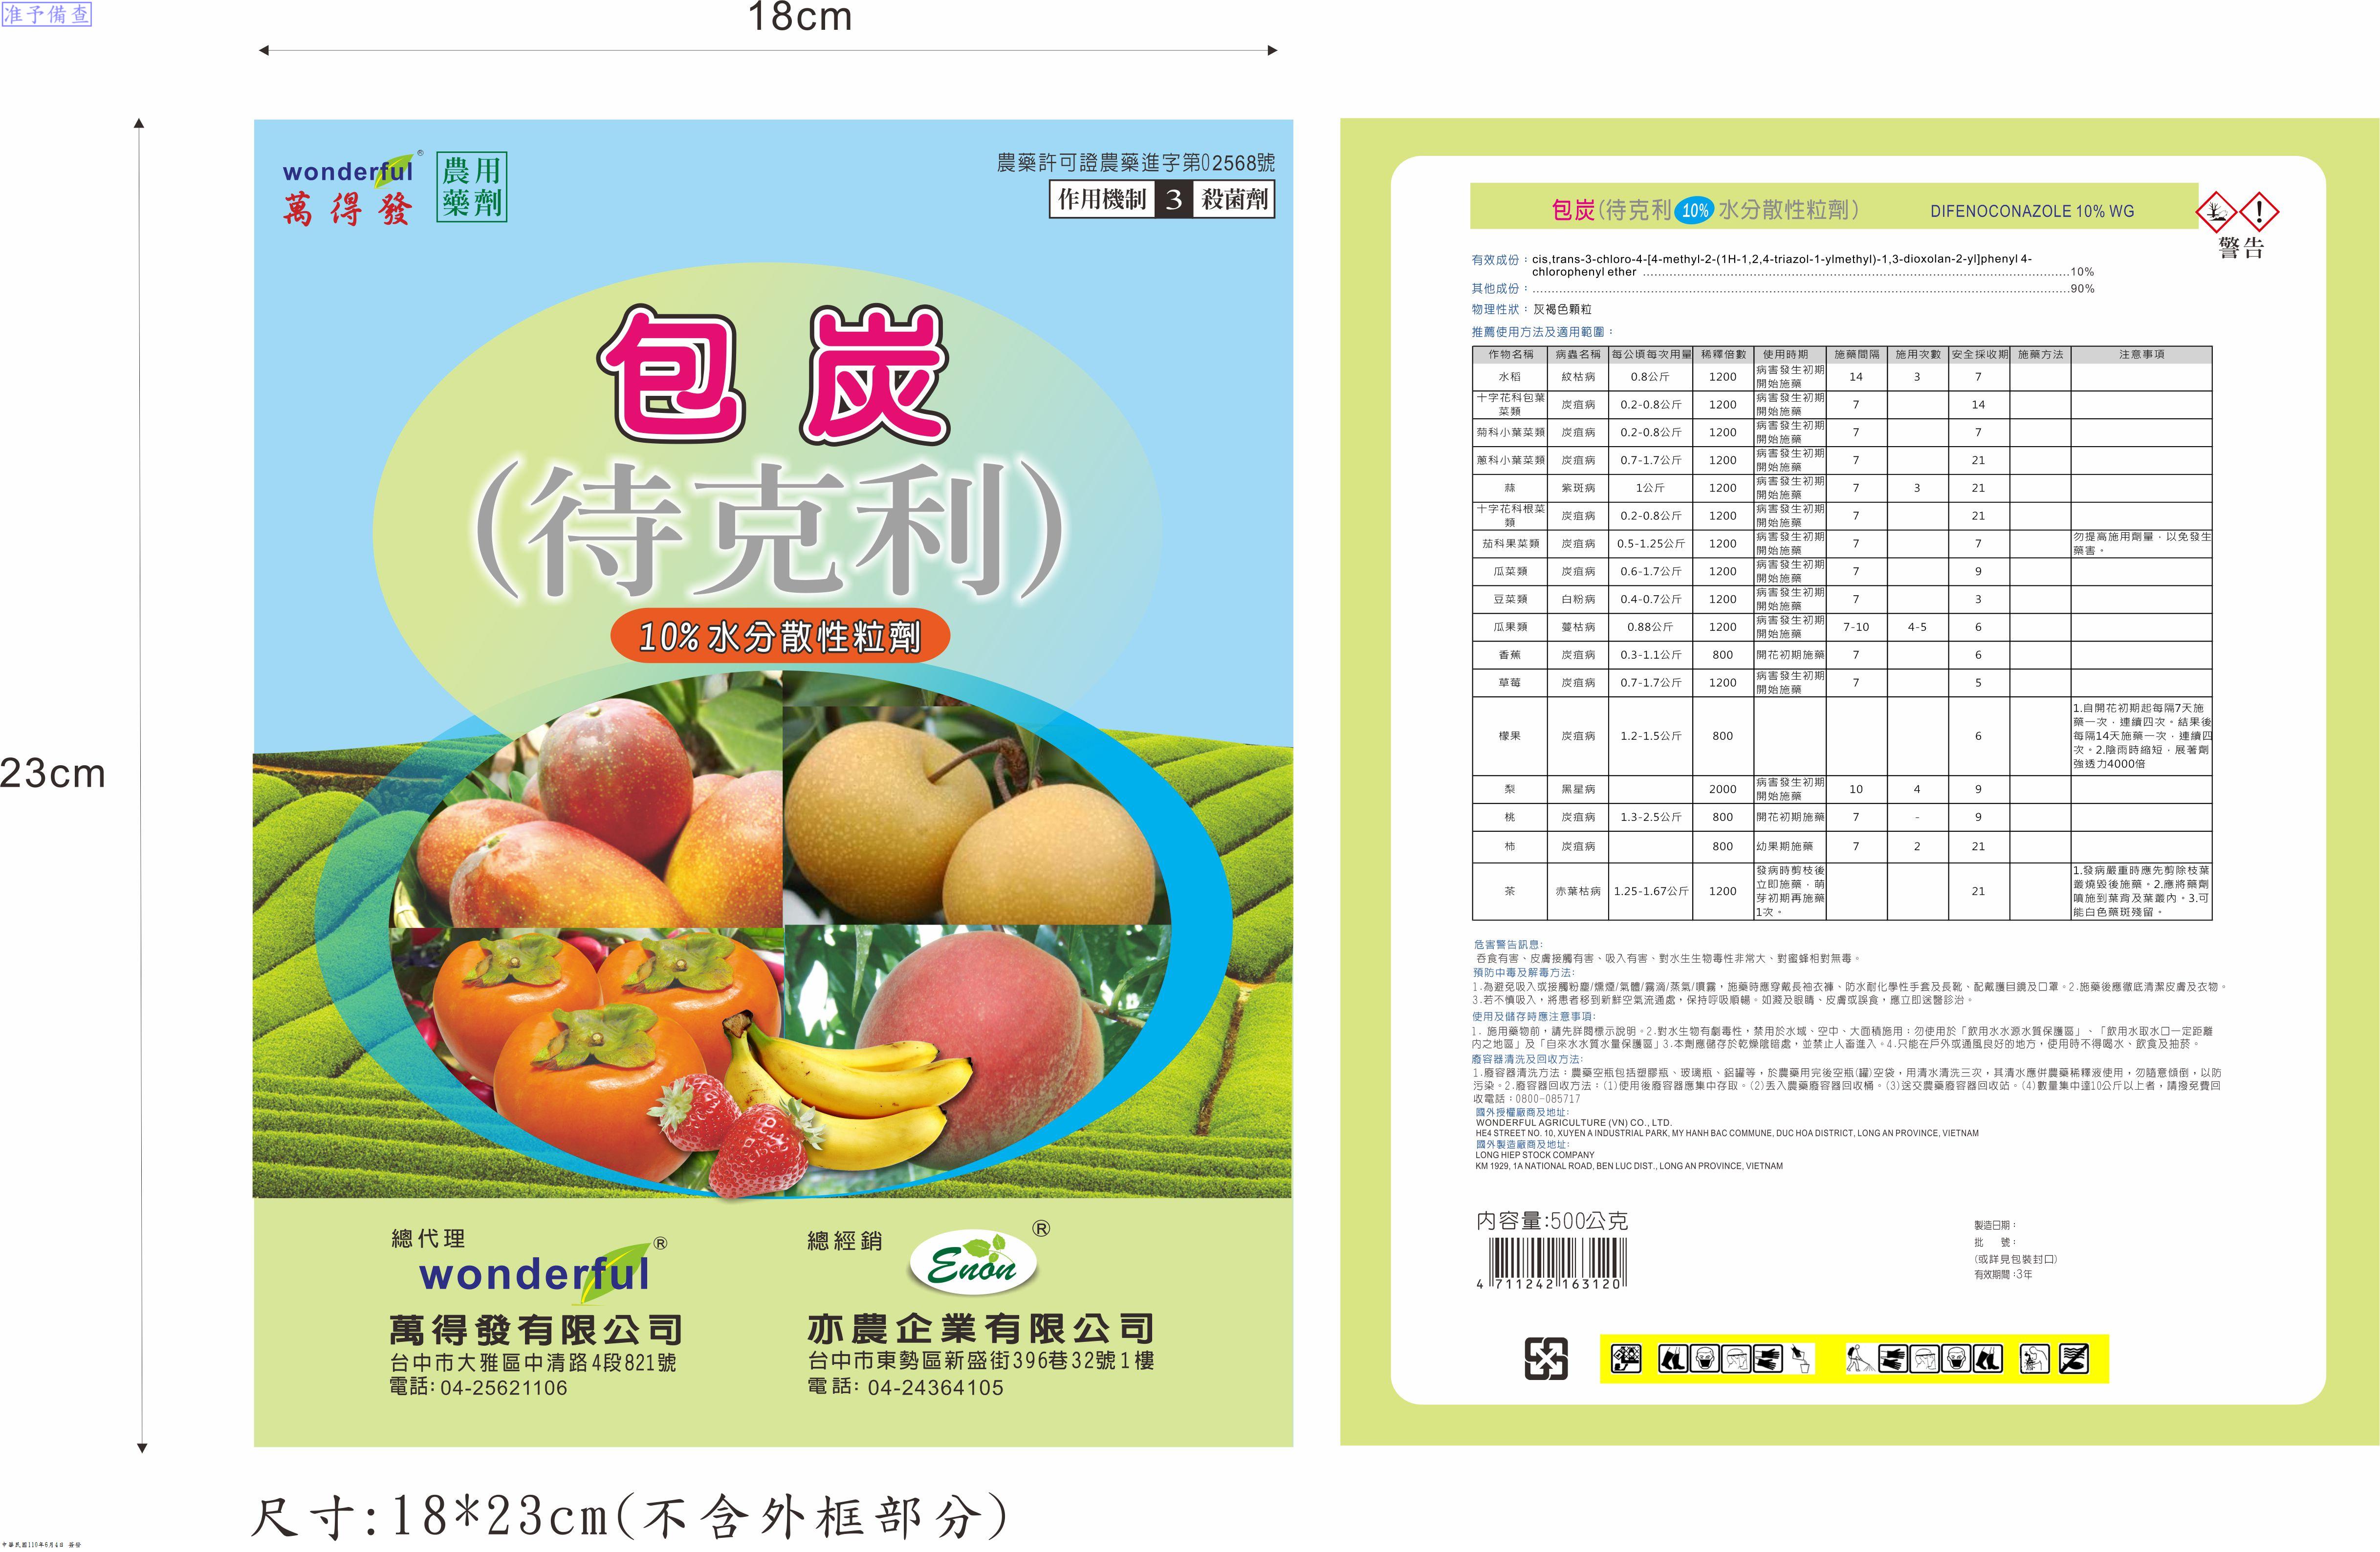 准予備查
18cm
23cm
wonderful®
萬得發
農用
藥劑
農藥許可證農藥進字第02568號
作用機制 3 殺菌劑
包炭
(待克利)
10%水分散性粒劑
總代理
wonderful®
萬得發有限公司
台中市大雅區中清路4段821號
電話:04-25621106
總經銷
Enon®
亦農企業有限公司
台中市東勢區新盛街396巷32號1樓
電話: 04-24364105
尺寸:18*23cm(不含外框部分)
中華民國110年6月4日 簽發
包炭(待克利10%水分散性粒劑) DIFENOCONAZOLE 10% WG
警告
有效成份：cis,trans-3-chloro-4-[4-methyl-2-(1H-1,2,4-triazol-1-ylmethyl)-1,3-dioxolan-2-yl]phenyl 4-
chlorophenyl ether ...10%
其他成份：...90%
物理性狀：灰褐色顆粒
推薦使用方法及適用範圍：
作物名稱 病蟲名稱 每公頃每次用量 稀釋倍數 使用時期 施藥間隔 施用次數 安全採收期 施藥方法 注意事項
水稻 紋枯病 0.8公斤 1200 病害發生初期開始施藥 14 3 7
十字花科包葉菜類 炭疽病 0.2-0.8公斤 1200 病害發生初期開始施藥 7 14
菊科小葉菜類 炭疽病 0.2-0.8公斤 1200 病害發生初期開始施藥 7 7
蔥科小葉菜類 炭疽病 0.7-1.7公斤 1200 病害發生初期開始施藥 7 21
蒜 紫斑病 1公斤 1200 病害發生初期開始施藥 7 3 21
十字花科根菜類 炭疽病 0.2-0.8公斤 1200 病害發生初期開始施藥 7 21
茄科果菜類 炭疽病 0.5-1.25公斤 1200 病害發生初期開始施藥 7 7 勿提高施用劑量，以免發生藥害。
瓜菜類 炭疽病 0.6-1.7公斤 1200 病害發生初期開始施藥 7 9
豆菜類 白粉病 0.4-0.7公斤 1200 病害發生初期開始施藥 7 3
瓜果類 蔓枯病 0.88公斤 1200 病害發生初期開始施藥 7-10 4-5 6
香蕉 炭疽病 0.3-1.1公斤 800 開花初期施藥 7 6
草莓 炭疽病 0.7-1.7公斤 1200 病害發生初期開始施藥 7 5
檬果 炭疽病 1.2-1.5公斤 800 6 1.自開花初期起每隔7天施藥一次，連續四次。結果後每隔14天施藥一次，連續四次。2.陰雨時縮短，展著劑強透力4000倍
梨 黑星病 2000 病害發生初期開始施藥 10 4 9
桃 炭疽病 1.3-2.5公斤 800 開花初期施藥 7 - 9
柿 炭疽病 800 幼果期施藥 7 2 21
茶 赤葉枯病 1.25-1.67公斤 1200 發病時剪枝後立即施藥，萌芽初期再施藥1次。 21 1.發病嚴重時應先剪除枝葉叢燒毀後施藥。2.應將藥劑噴施到葉背及葉叢內。3.可能白色藥斑殘留。
危害警告訊息:
吞食有害、皮膚接觸有害、吸入有害、對水生生物毒性非常大、對蜜蜂相對無毒。
預防中毒及解毒方法:
1.為避免吸入或接觸粉塵/燻煙/氣體/霧滴/蒸氣/噴霧，施藥時應穿戴長袖衣褲、防水耐化學性手套及長靴、配戴護目鏡及口罩。2.施藥後應徹底清潔皮膚及衣物。
3.若不慎吸入，將患者移到新鮮空氣流通處，保持呼吸順暢。如濺及眼睛、皮膚或誤食，應立即送醫診治。
使用及儲存時應注意事項:
1. 施用藥物前，請先詳閱標示說明。2.對水生物有劇毒性，禁用於水域、空中、大面積施用；勿使用於「飲用水水源水質保護區」、「飲用水取水口一定距離
內之地區」及「自來水水質水量保護區」3.本劑應儲存於乾燥陰暗處，並禁止人畜進入。4.只能在戶外或通風良好的地方，使用時不得喝水、飲食及抽菸。
廢容器清洗及回收方法:
1.廢容器清洗方法：農藥空瓶包括塑膠瓶、玻璃瓶、鋁罐等，於農藥用完後空瓶(罐)空袋，用清水清洗三次，其清水應併農藥稀釋液使用，勿隨意傾倒，以防
污染。2.廢容器回收方法：(1)使用後廢容器應集中存取。(2)丟入農藥廢容器回收桶。(3)送交農藥廢容器回收站。(4)數量集中達10公斤以上者，請撥免費回
收電話：0800-085717
國外授權廠商及地址:
WONDERFUL AGRICULTURE (VN) CO., LTD.
HE4 STREET NO. 10, XUYEN A INDUSTRIAL PARK, MY HANH BAC COMMUNE, DUC HOA DISTRICT, LONG AN PROVINCE, VIETNAM
國外製造廠商及地址:
LONG HIEP STOCK COMPANY
KM 1929, 1A NATIONAL ROAD, BEN LUC DIST., LONG AN PROVINCE, VIETNAM
內容量:500公克
4 711242 163120
製造日期：
批 號：
(或詳見包裝封口)
有效期間:3年